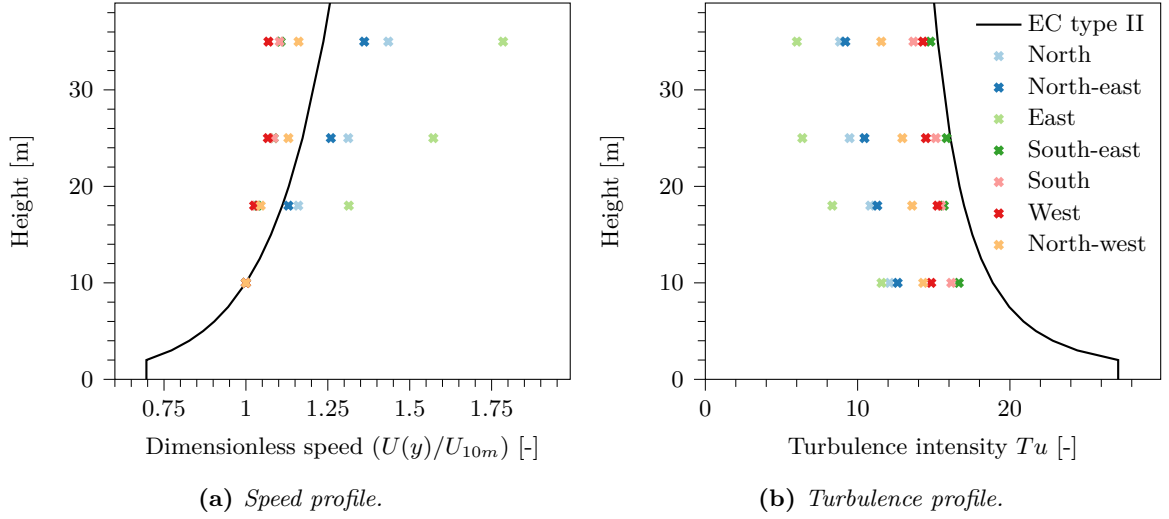 30
20
10
0
Height [m]
0.75 1 1.25 1.5 1.75
Dimensionless speed (U(y)/U10m) [-]
(a) Speed profile.
30
20
10
0
Height [m]
0 10 20
Turbulence intensity Tu [-]
EC type II
North
North-east
East
South-east
South
West
North-west
(b) Turbulence profile.